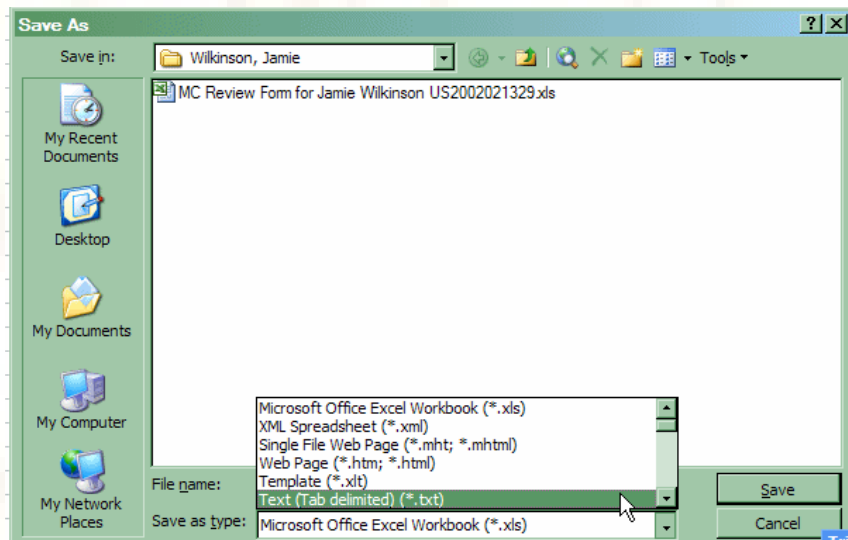 Save As
Save in:
Wilkinson, Jamie
Tools
MC Review Form for Jamie Wilkinson US2002021329.xls
My Recent
Documents
Desktop
My Documents
My Computer
My Network
Places
Microsoft Office Excel Workbook (*.xls)
XML Spreadsheet (*.xml)
Single File Web Page (*.mht; *.mhtml)
Web Page (*.htm; *.html)
Template (*.xlt)
Text (Tab delimited) (*.txt)
File name:
Save as type:
Microsoft Office Excel Workbook (*.xls)
Save
Cancel